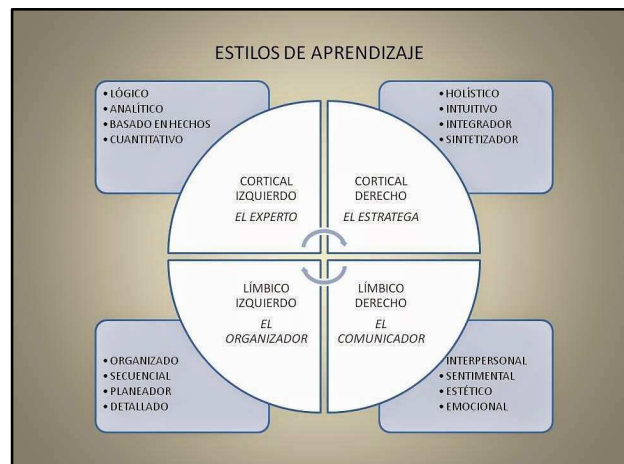 ESTILOS DE APRENDIZAJE
• LÓGICO
• ANALÍTICO
• BASADO EN HECHOS
• CUANTITATIVO
• HOLÍSTICO
• INTUITIVO
• INTEGRADOR
• SINTETIZADOR
CORTICAL
IZQUIERDO
EL EXPERTO
CORTICAL
DERECHO
EL ESTRATEGA
LÍMBICO
IZQUIERDO
EL
ORGANIZADOR
LÍMBICO
DERECHO
EL
COMUNICADOR
• ORGANIZADO
• SECUENCIAL
• PLANEADOR
• DETALLADO
INTERPERSONAL
• SENTIMENTAL
• ESTÉTICO
• EMOCIONAL